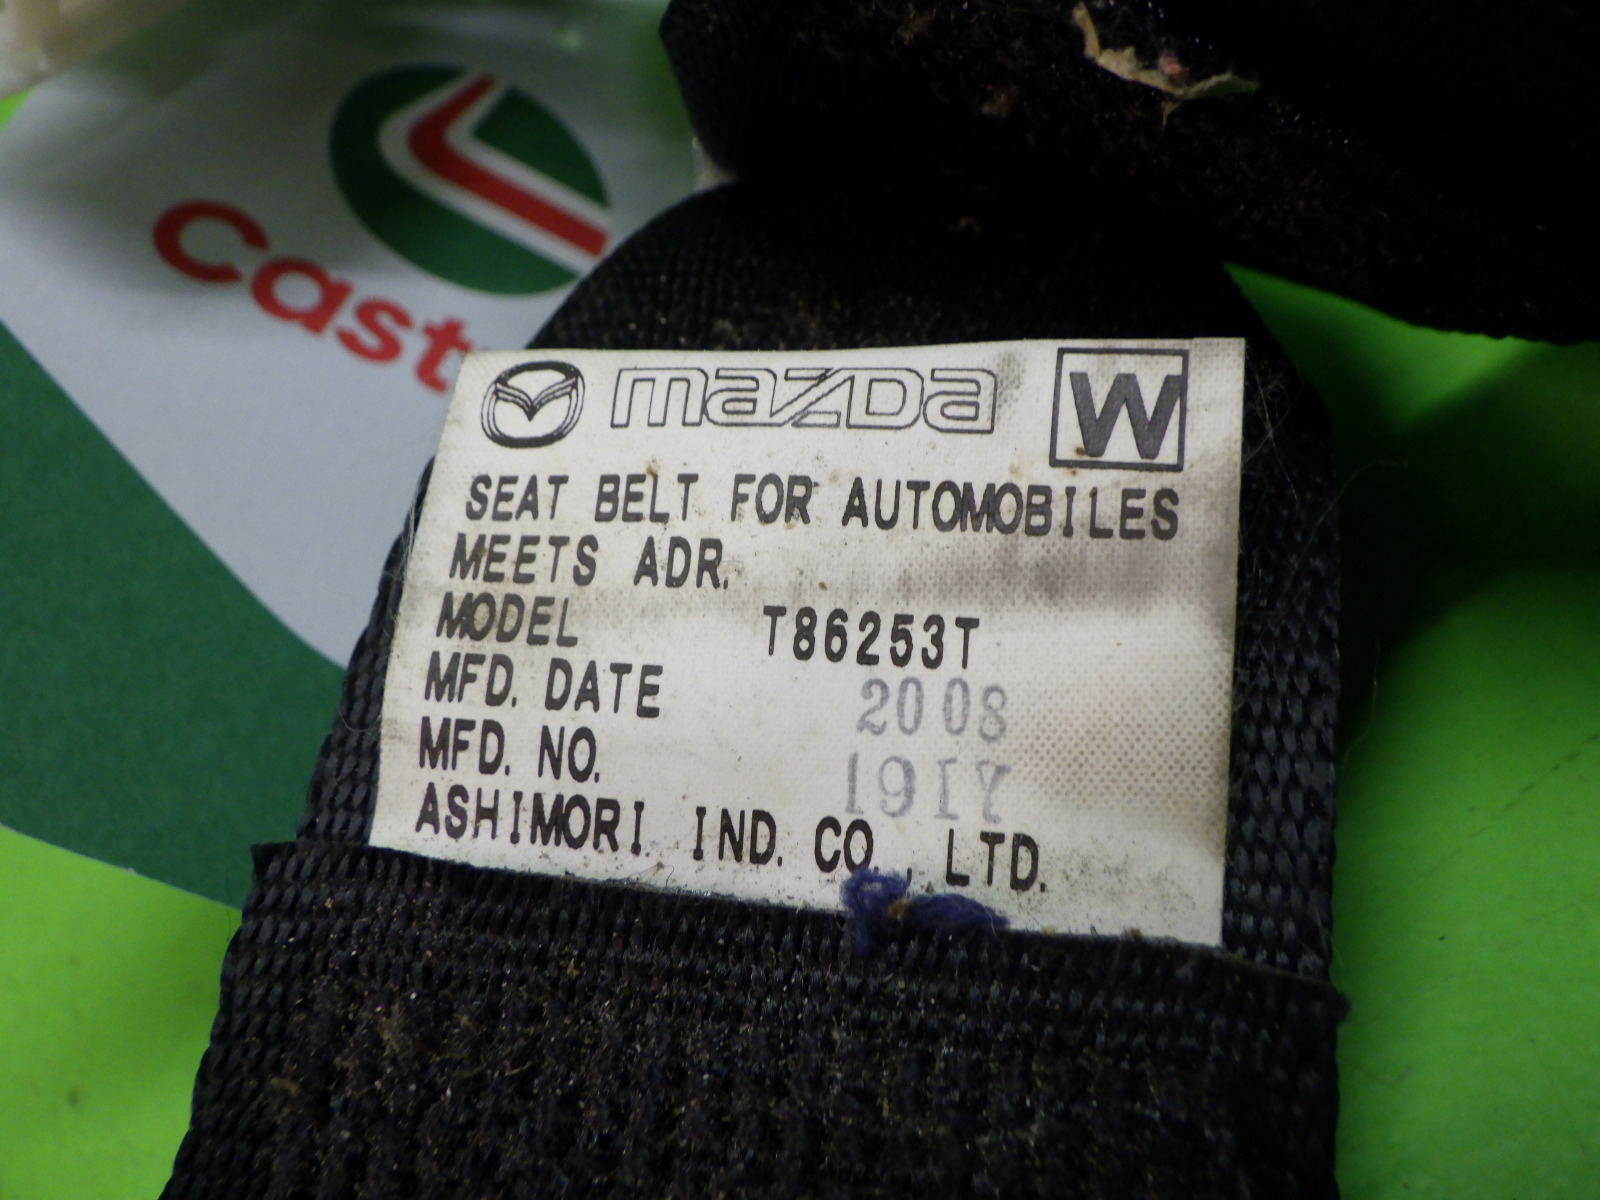 Cast
mazda W
SEAT BELT FOR AUTOMOBILES
MEETS ADR.
MODEL T86253T
MFD. DATE 2008
MFD. NO. 1917
ASHIMORI IND. CO., LTD.